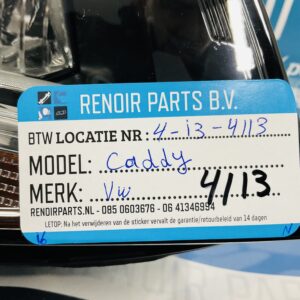 RENOIR PARTS B.V.
BTW LOCATIE NR: 4-i3-4113
MODEL: Caddy
MERK: VW 4113
RENOIRPARTS.NL - 085 0603676 - 06 41346994
LETOP: Na het verwijderen van de sticker vervalt de garantie/retourbeleid van 14 dagen